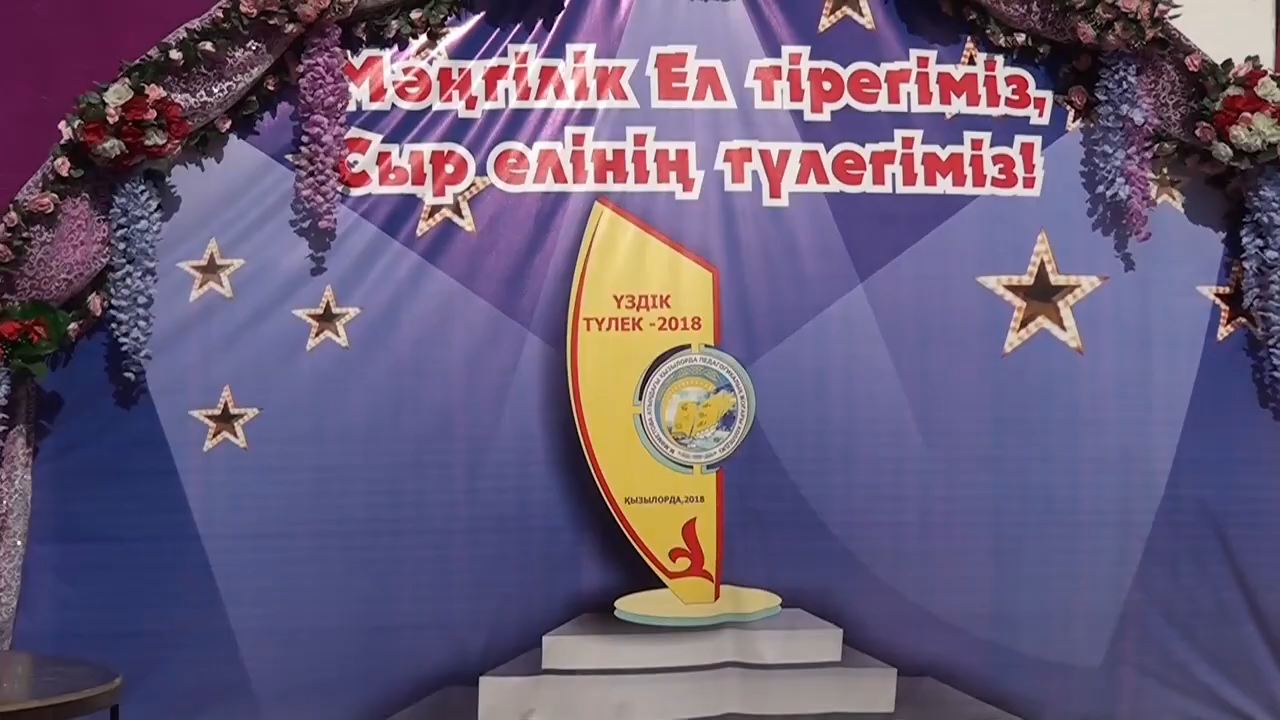 Мәңгілік Ел тірегіміз,
Сыр елінің түлегіміз!
ҮЗДІК
ТҮЛЕК -2018
ҚЫЗЫЛОРДА,2018